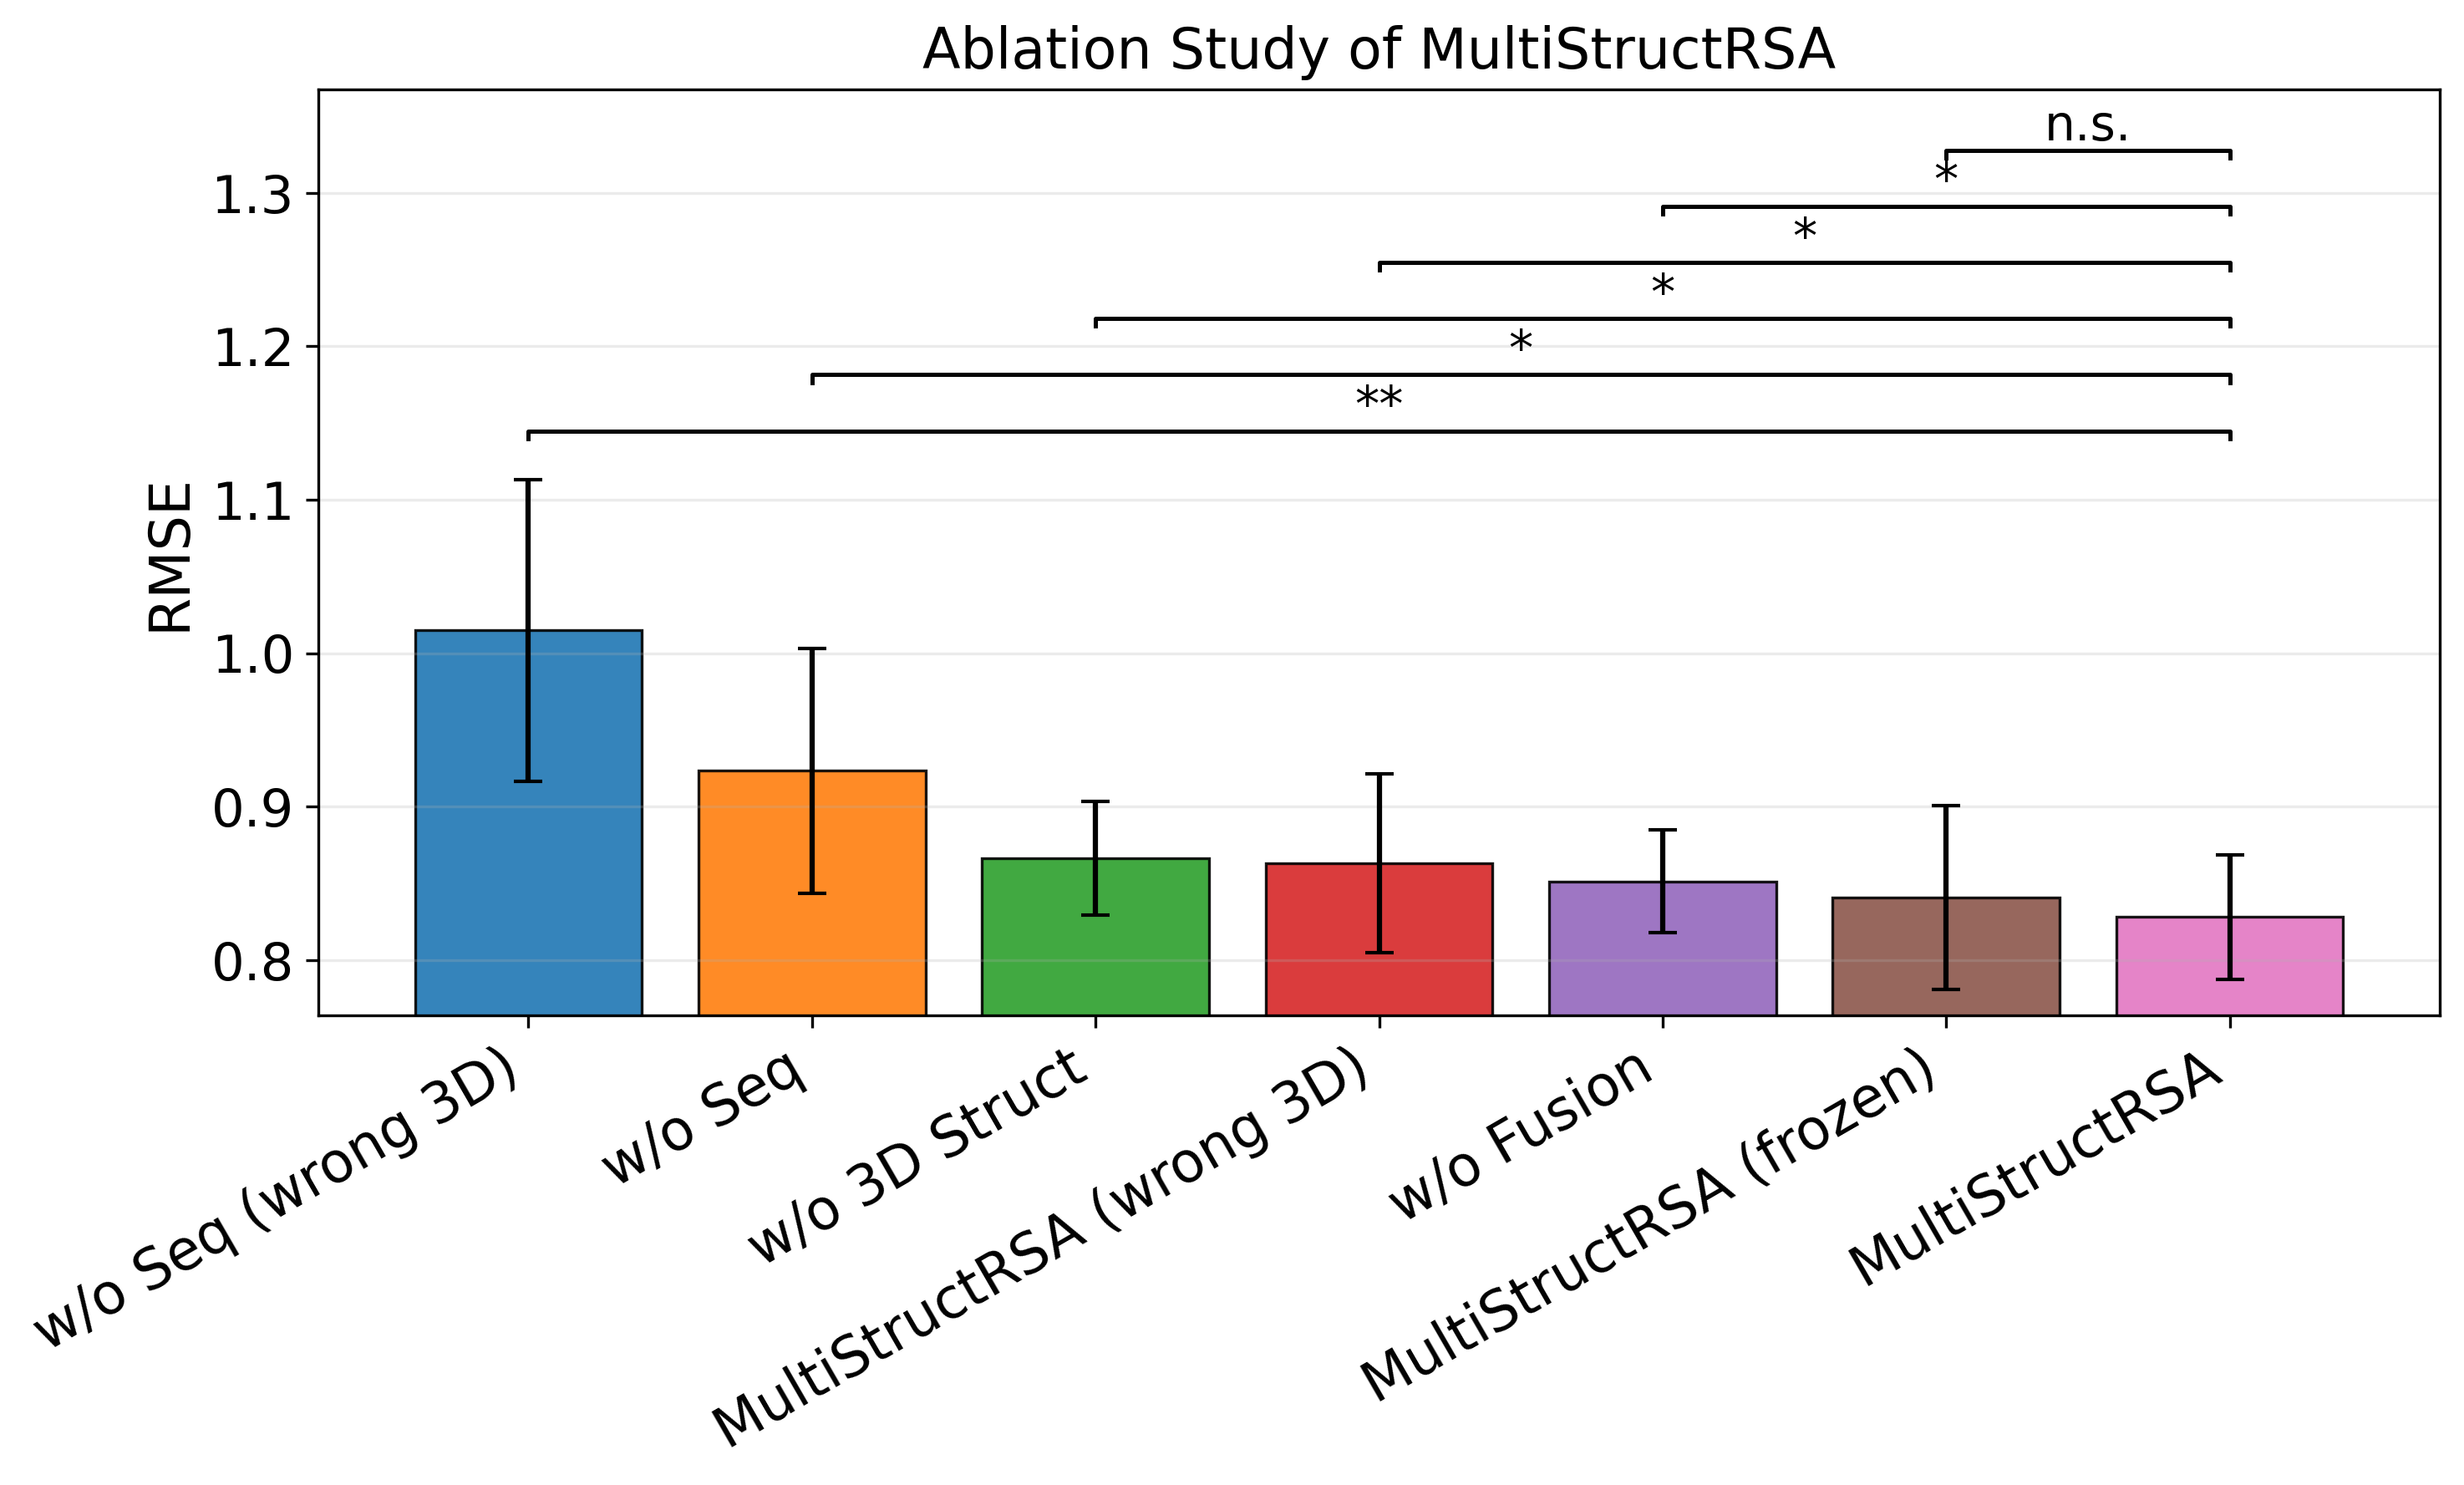 Ablation Study of MultiStructRSA
n.s.
*
*
*
*
**
RMSE
1.3
1.2
1.1
1.0
0.9
0.8
w/o Seq (wrong 3D)
w/o Seq
w/o 3D Struct
MultiStructRSA (wrong 3D)
w/o Fusion
MultiStructRSA (frozen)
MultiStructRSA